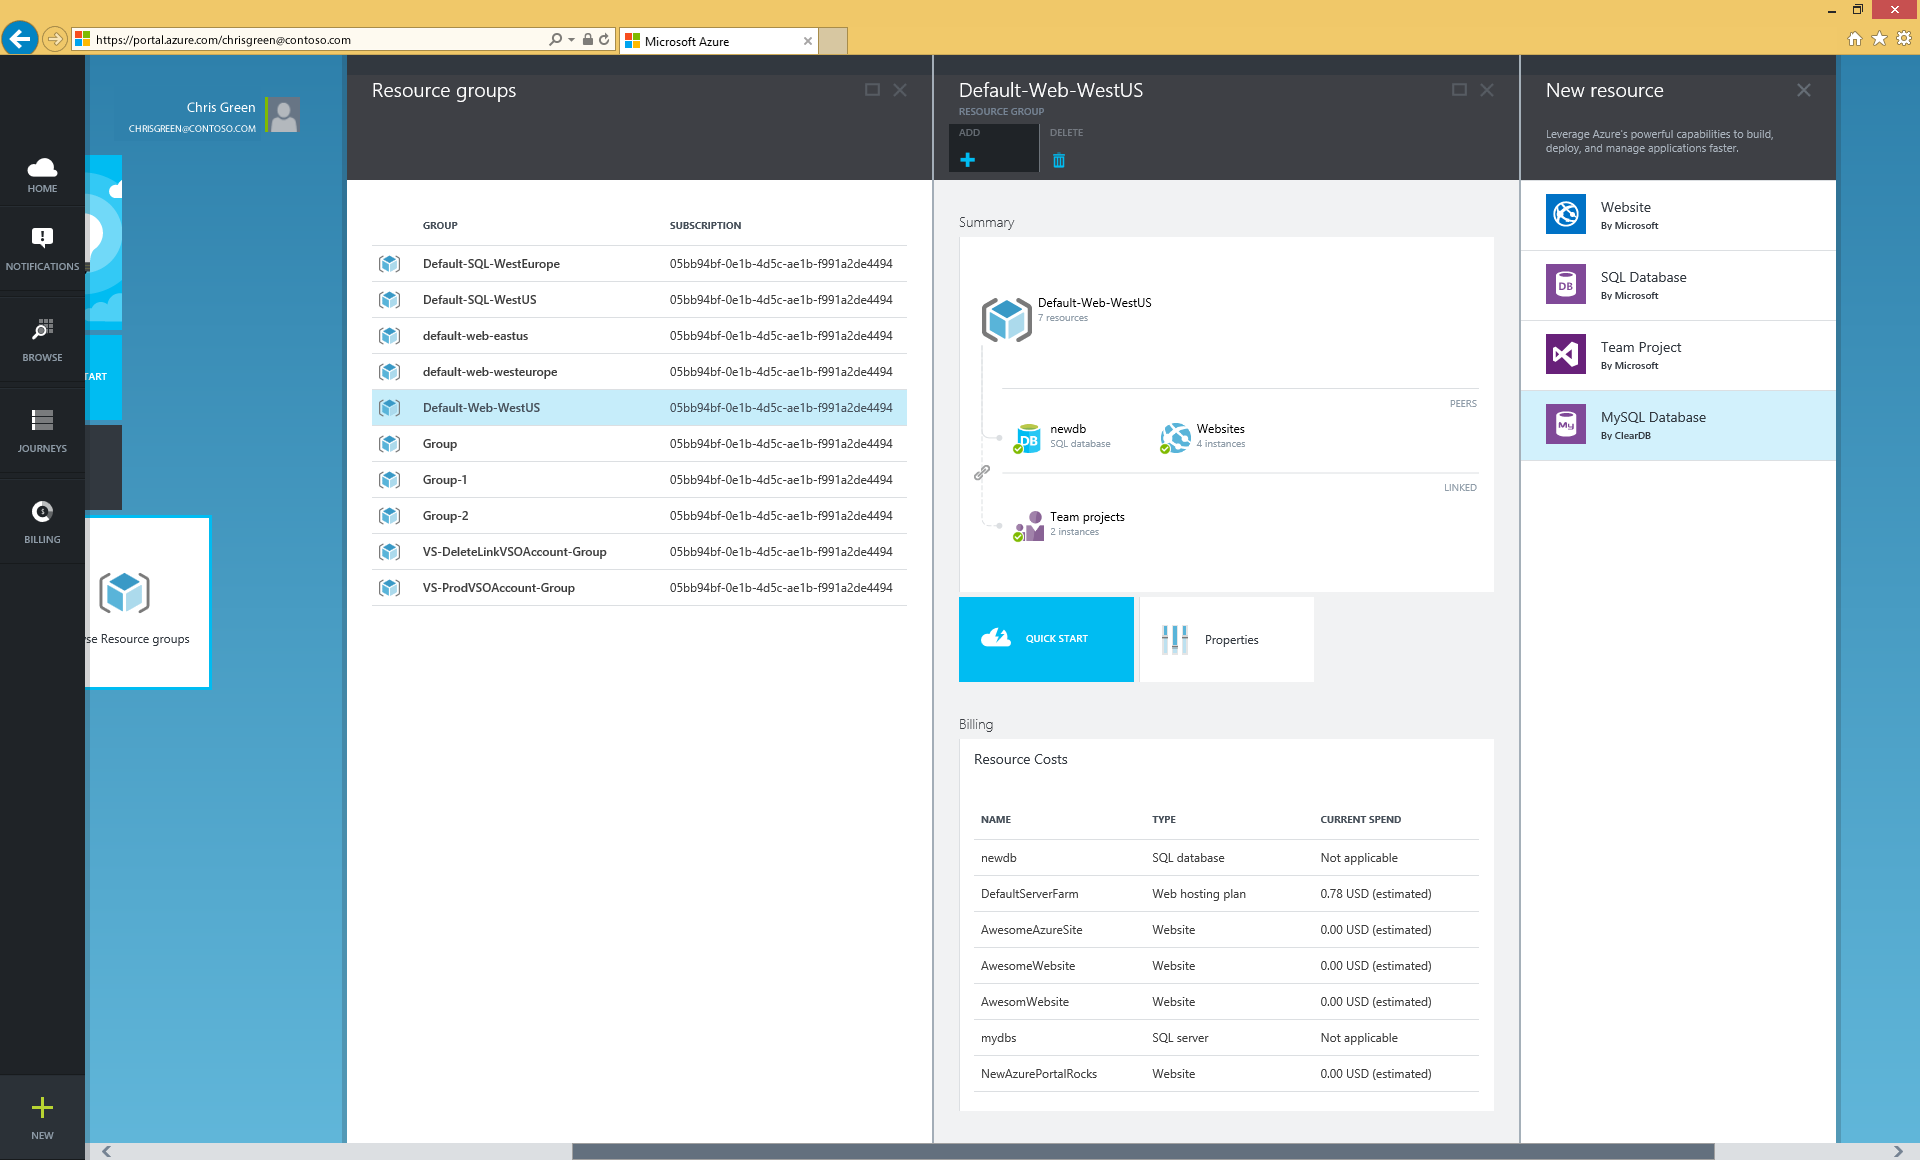 https://portal.azure.com/chrisgreen@contoso.com
Microsoft Azure
Chris Green
CHRISGREEN@CONTOSO.COM
HOME
NOTIFICATIONS
BROWSE
TART
JOURNEYS
BILLING
se Resource groups
NEW
Resource groups
GROUP SUBSCRIPTION
Default-SQL-WestEurope 05bb94bf-0e1b-4d5c-ae1b-f991a2de4494
Default-SQL-WestUS 05bb94bf-0e1b-4d5c-ae1b-f991a2de4494
default-web-eastus 05bb94bf-0e1b-4d5c-ae1b-f991a2de4494
default-web-westeurope 05bb94bf-0e1b-4d5c-ae1b-f991a2de4494
Default-Web-WestUS 05bb94bf-0e1b-4d5c-ae1b-f991a2de4494
Group 05bb94bf-0e1b-4d5c-ae1b-f991a2de4494
Group-1 05bb94bf-0e1b-4d5c-ae1b-f991a2de4494
Group-2 05bb94bf-0e1b-4d5c-ae1b-f991a2de4494
VS-DeleteLinkVSOAccount-Group 05bb94bf-0e1b-4d5c-ae1b-f991a2de4494
VS-ProdVSOAccount-Group 05bb94bf-0e1b-4d5c-ae1b-f991a2de4494
Default-Web-WestUS
RESOURCE GROUP
ADD DELETE
Summary
Default-Web-WestUS
7 resources
PEERS
DB newdb Websites
SQL database 4 instances
LINKED
Team projects
2 instances
QUICK START Properties
Billing
Resource Costs
NAME TYPE CURRENT SPEND
newdb SQL database Not applicable
DefaultServerFarm Web hosting plan 0.78 USD (estimated)
AwesomeAzureSite Website 0.00 USD (estimated)
AwesomeWebsite Website 0.00 USD (estimated)
AwesomWebsite Website 0.00 USD (estimated)
mydbs SQL server Not applicable
NewAzurePortalRocks Website 0.00 USD (estimated)
New resource
Leverage Azure's powerful capabilities to build,
deploy, and manage applications faster.
Website
By Microsoft
DB SQL Database
By Microsoft
Team Project
By Microsoft
My MySQL Database
By ClearDB